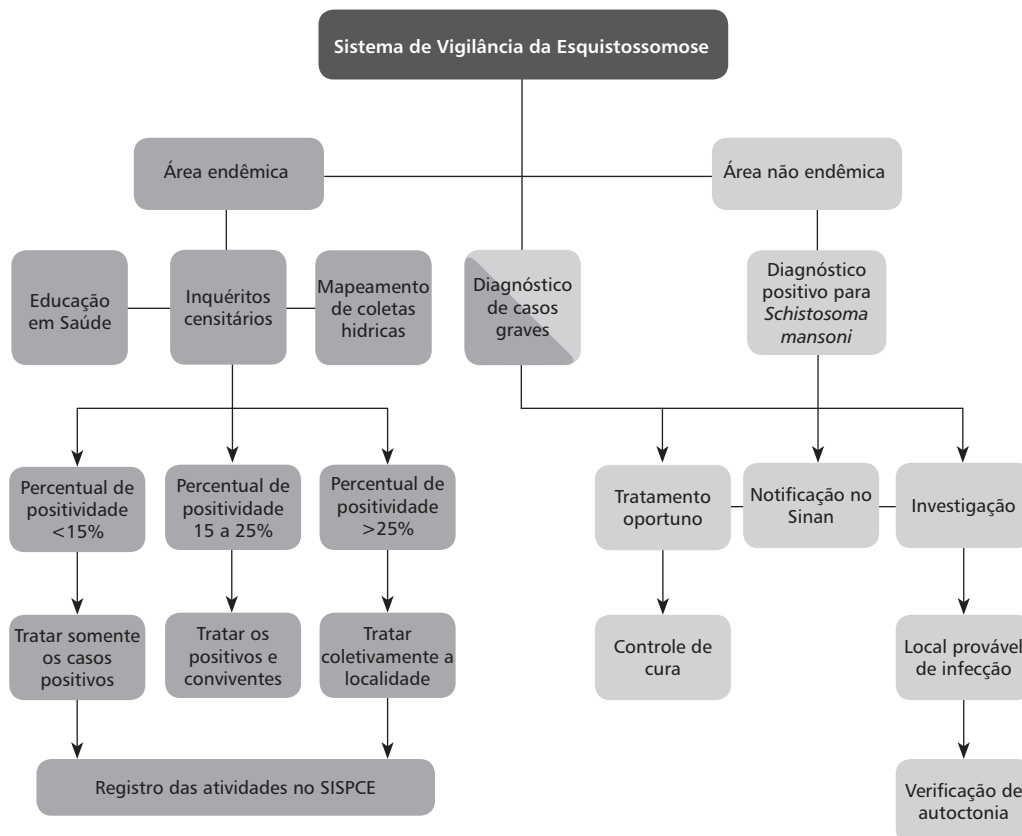 Sistema de Vigilância da Esquistossomose
Área endêmica
Área não endêmica
Educação
em Saúde
Inquéritos
censitários
Mapeamento
de coletas
hidricas
Diagnóstico
de casos
graves
Diagnóstico
positivo para
Schistosoma
mansoni
Percentual de
positividade
<15%
Percentual de
positividade
15 a 25%
Percentual de
positividade
>25%
Tratamento
oportuno
Notificação no
Sinan
Investigação
Tratar somente
os casos
positivos
Tratar os
positivos e
conviventes
Tratar
coletivamente a
localidade
Controle de
cura
Local provável
de infecção
Registro das atividades no SISPCE
Verificação de
autoctonia